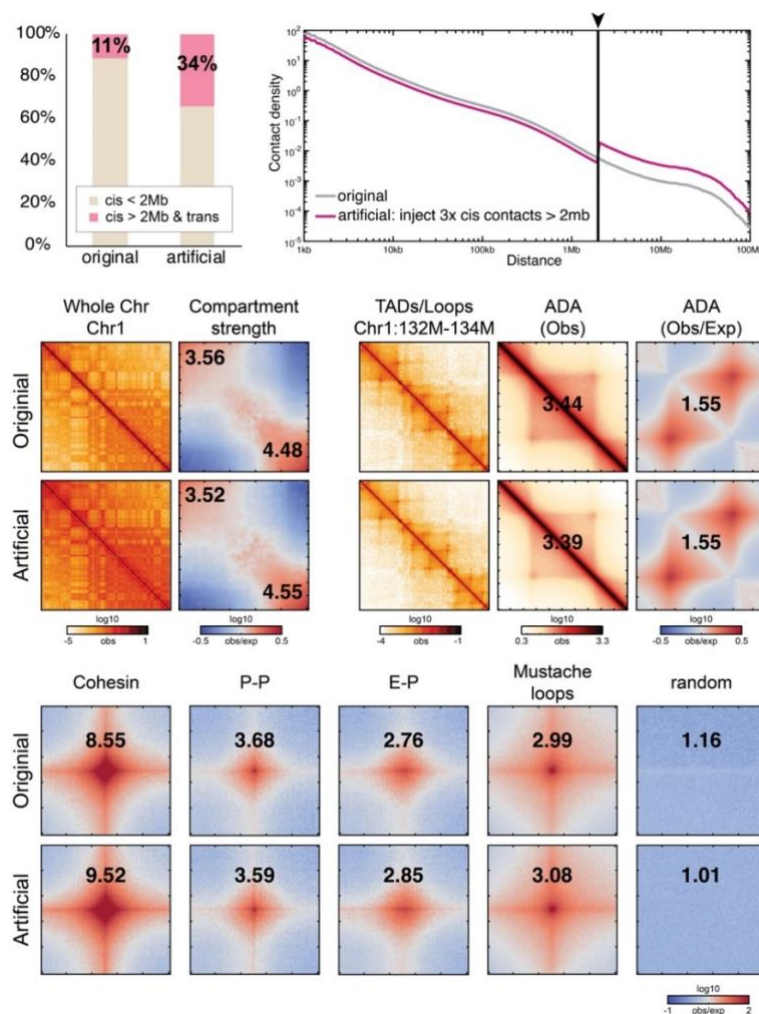 100%
80%
60%
40%
20%
0%
11%
34%
cis < 2Mb
cis > 2Mb & trans
original
artificial
Contact density
10^2
10^1
10^0
10^-1
10^-2
10^-3
10^-4
10^-5
original
artificial: inject 3x cis contacts > 2mb
1kb
10kb
100kb
1Mb
10Mb
100M
Distance
Whole Chr
Chr1
Compartment
strength
TADs/Loops
Chr1:132M-134M
ADA
(Obs)
ADA
(Obs/Exp)
Originial
3.56
4.48
3.44
1.55
Artificial
3.52
4.55
3.39
1.55
log10
-5 obs 1
log10
-0.5 obs/exp 0.5
log10
-4 obs -1
log10
0.3 obs 3.3
log10
-0.5 obs/exp 0.5
Cohesin
P-P
E-P
Mustache
loops
random
Originial
8.55
3.68
2.76
2.99
1.16
Artificial
9.52
3.59
2.85
3.08
1.01
log10
-1 obs/exp 2